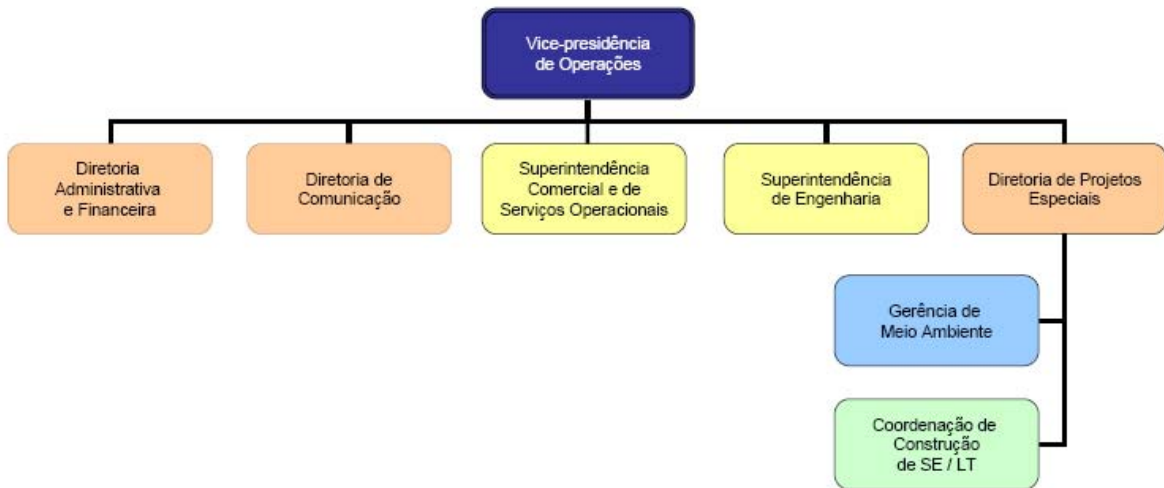 Vice-presidência
de Operações
Diretoria
Administrativa
e Financeira
Diretoria de
Comunicação
Superintendência
Comercial e de
Serviços Operacionais
Superintendência
de Engenharia
Diretoria de Projetos
Especiais
Gerência de
Meio Ambiente
Coordenação de
Construção
de SE / LT